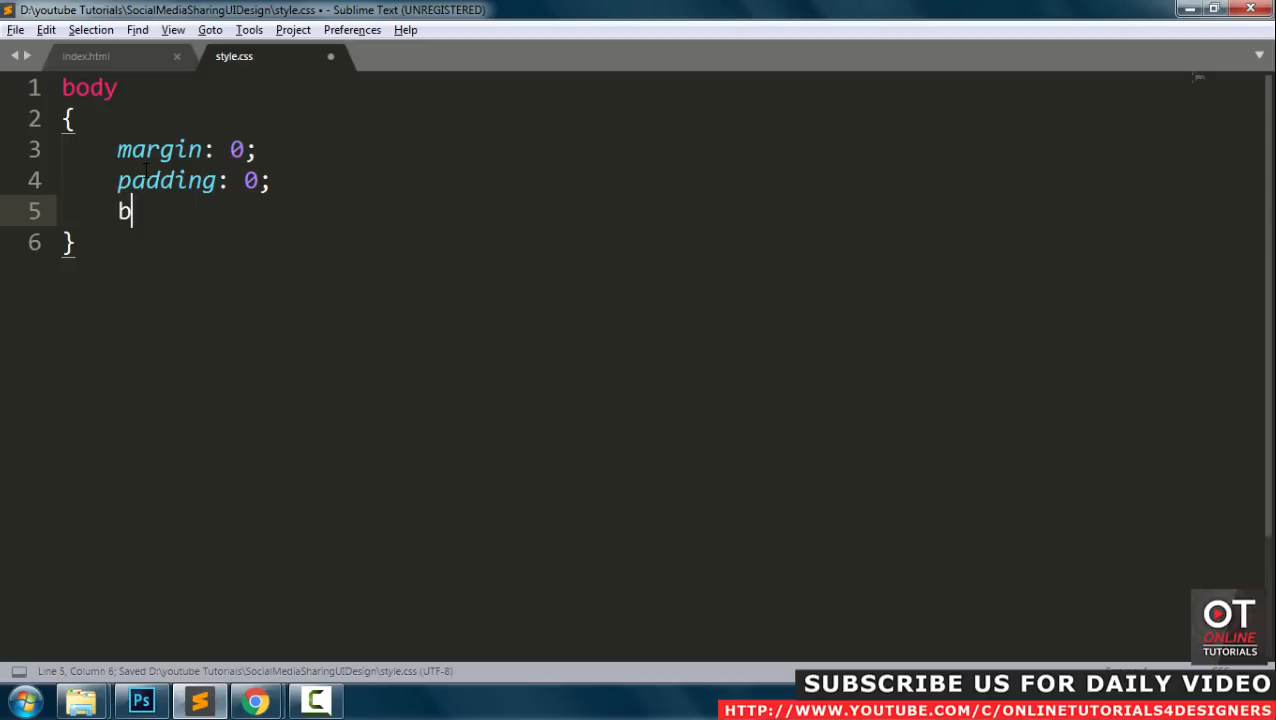 D:\youtube Tutorials\SocialMediaSharingUIDesign\style.css • - Sublime Text (UNREGISTERED)
File Edit Selection Find View Goto Tools Project Preferences Help
index.html × style.css
1 body
2 {
3 margin: 0;
4 padding: 0;
5 b
6 }
OT
ONLINE
TUTORIALS
Line 5, Column 6; Saved D:\youtube Tutorials\SocialMediaSharingUIDesign\style.css (UTF-8)
Ps
SUBSCRIBE US FOR DAILY VIDEO
HTTP://WWW.YOUTUBE.COM/C/ONLINETUTORIALS4DESIGNERS